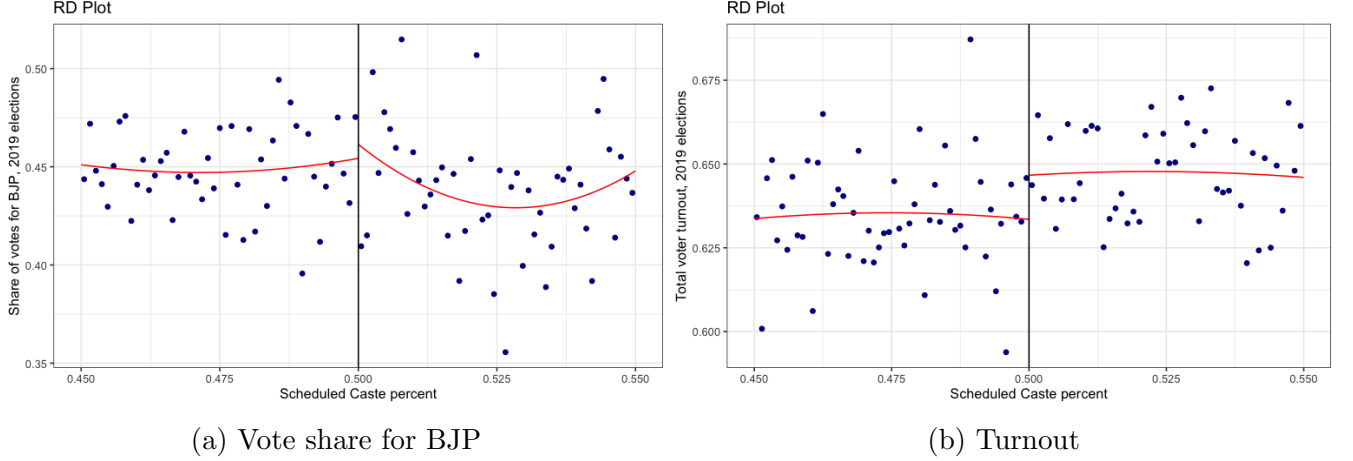 RD Plot
Share of votes for BJP, 2019 elections
0.50
0.45
0.40
0.35
0.450
0.475
0.500
0.525
0.550
Scheduled Caste percent
(a) Vote share for BJP
RD Plot
Total voter turnout, 2019 elections
0.675
0.650
0.625
0.600
0.450
0.475
0.500
0.525
0.550
Scheduled Caste percent
(b) Turnout